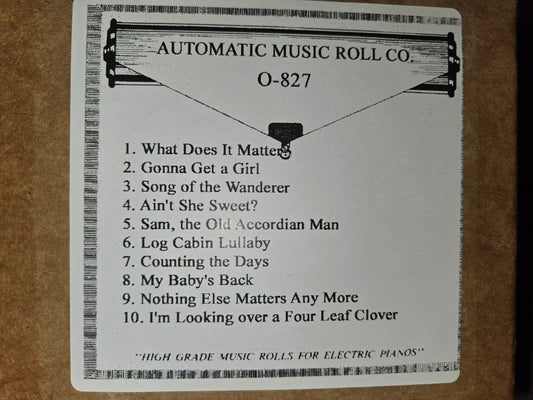 AUTOMATIC MUSIC ROLL CO.
O-827
1. What Does It Matter
2. Gonna Get a Girl
3. Song of the Wanderer
4. Ain't She Sweet?
5. Sam, the Old Accordian Man
6. Log Cabin Lullaby
7. Counting the Days
8. My Baby's Back
9. Nothing Else Matters Any More
10. I'm Looking over a Four Leaf Clover
"HIGH GRADE MUSIC ROLLS FOR ELECTRIC PIANOS"